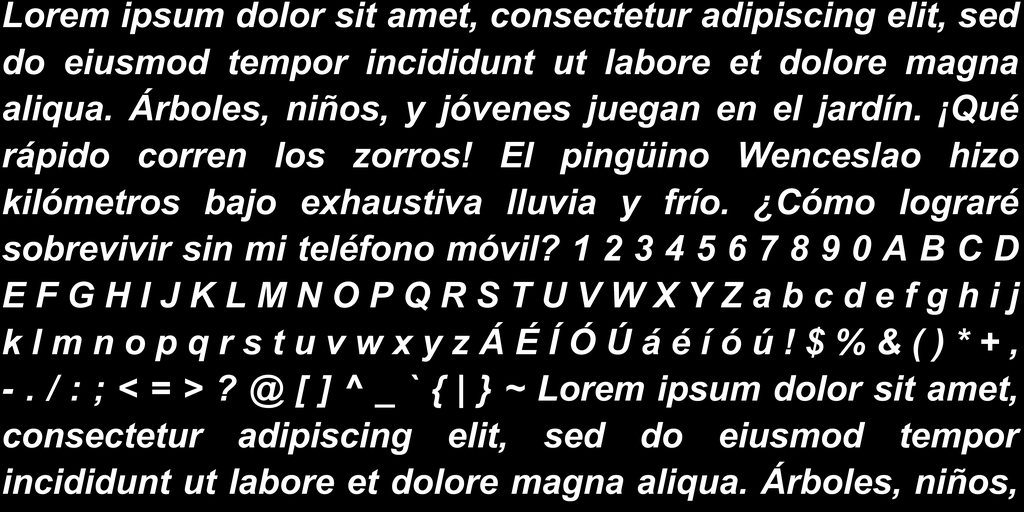 Lorem ipsum dolor sit amet, consectetur adipiscing elit, sed
do eiusmod tempor incididunt ut labore et dolore magna
aliqua. Árboles, niños, y jóvenes juegan en el jardín. ¡Qué
rápido corren los zorros! El pingüino Wenceslao hizo
kilómetros bajo exhaustiva lluvia y frío. ¿Cómo lograré
sobrevivir sin mi teléfono móvil? 1 2 3 4 5 6 7 8 9 0 A B C D
E F G H I J K L M N O P Q R S T U V W X Y Z a b c d e f g h i j
k l m n o p q r s t u v w x y z Á É Í Ó Ú á é í ó ú ! $ % & ( ) * + ,
- . / : ; < = > ? @ [ ] ^ _ ` { | } ~ Lorem ipsum dolor sit amet,
consectetur adipiscing elit, sed do eiusmod tempor
incididunt ut labore et dolore magna aliqua. Árboles, niños,